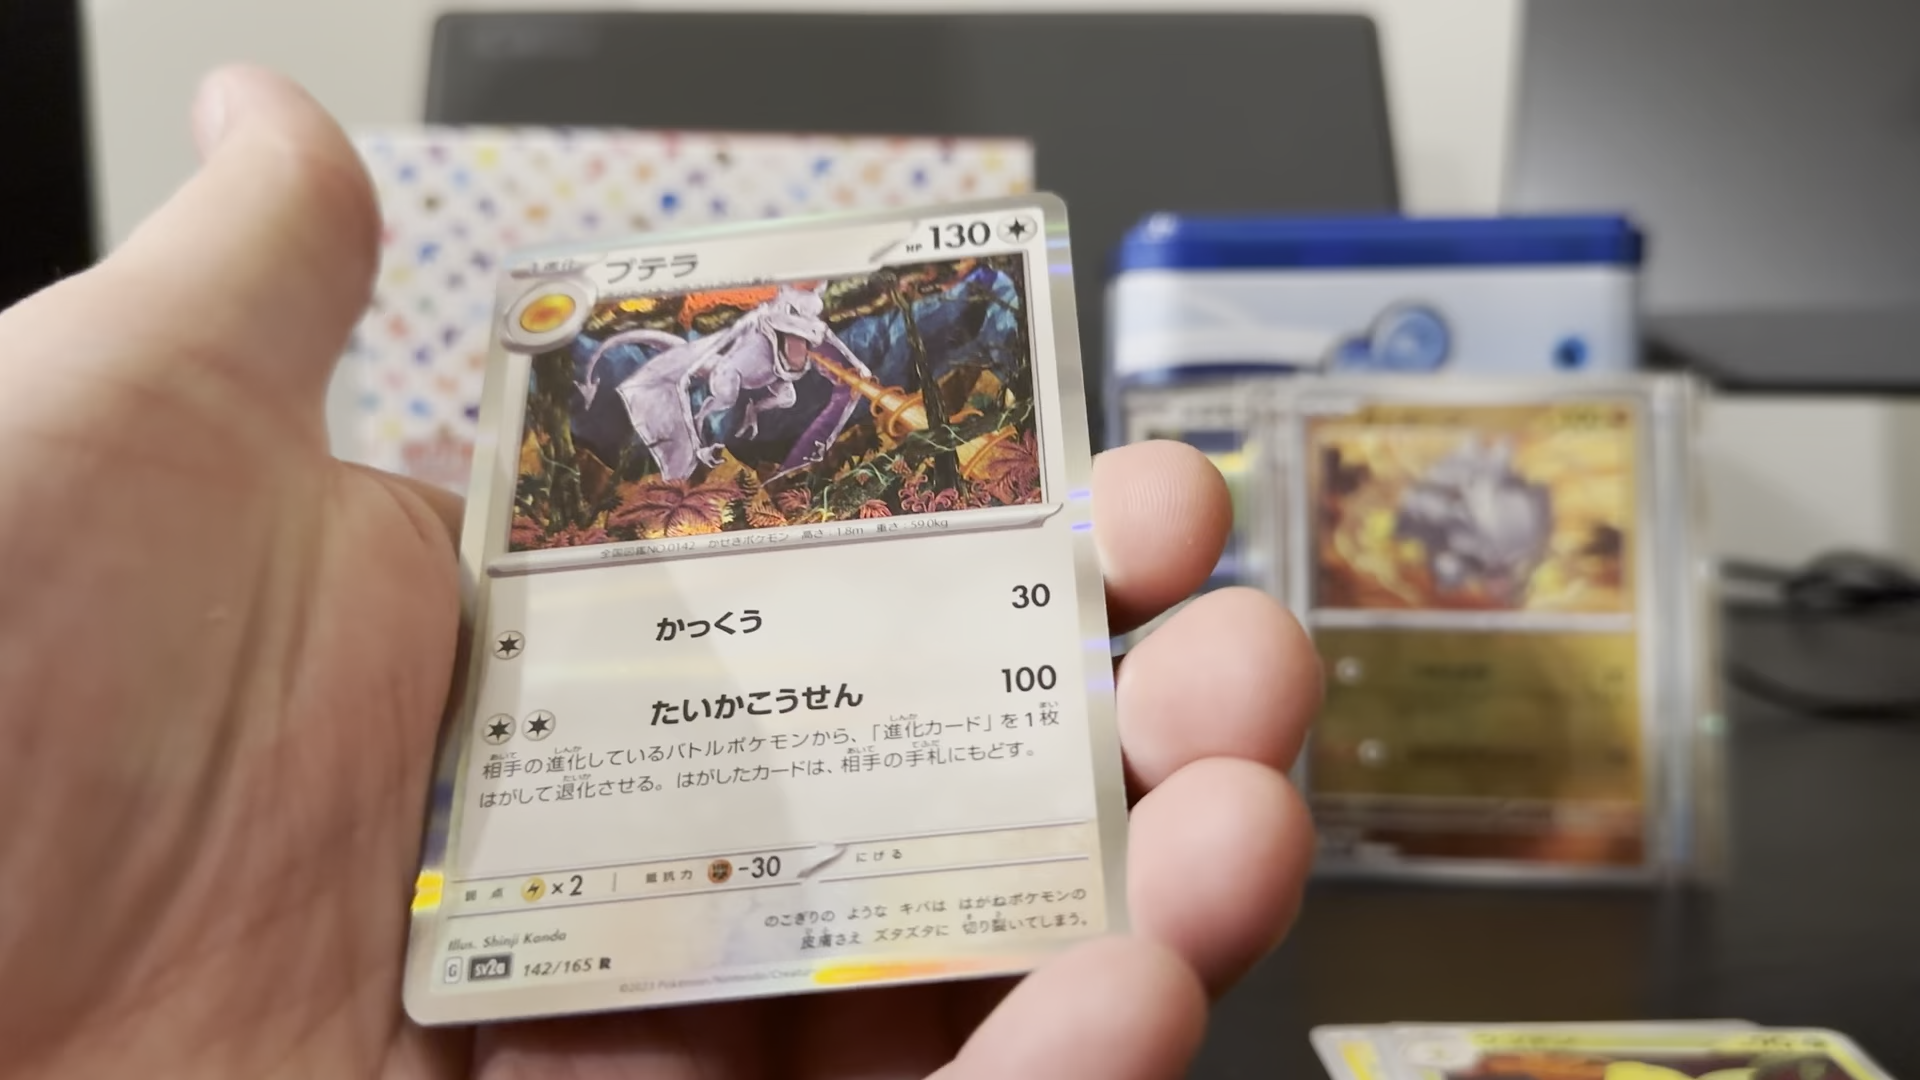 1進化 プテラ HP 130
全国図鑑NO.0142 かせきポケモン 高さ：1.8m 重さ：59.0kg
かっくう 30
たいかこうせん 100
相手の進化しているバトルポケモンから、「進化カード」を1枚
はがして退化させる。はがしたカードは、相手の手札にもどす。
弱点 ×2 抵抗力 -30 にげる
のこぎりの ような キバは はがねポケモンの
皮膚さえ ズタズタに 切り裂いてしまう。
Illus. Shinji Kanda
G sv2a 142/165 R
©2023 Pokémon/Nintendo/Creatu